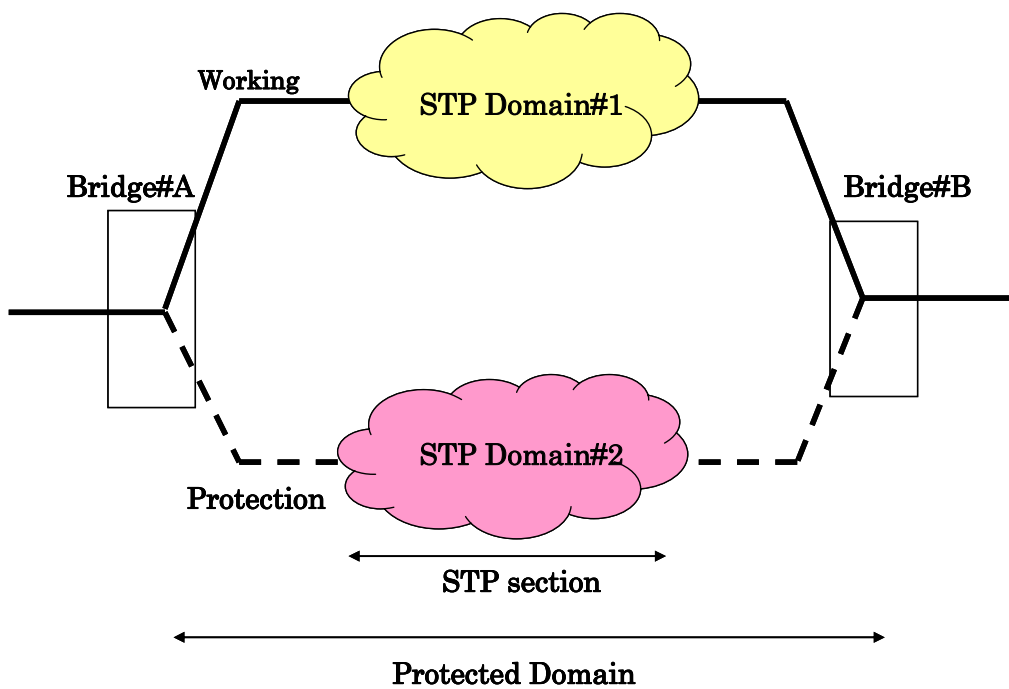 Working
STP Domain#1
Bridge#A
Bridge#B
STP Domain#2
Protection
STP section
Protected Domain